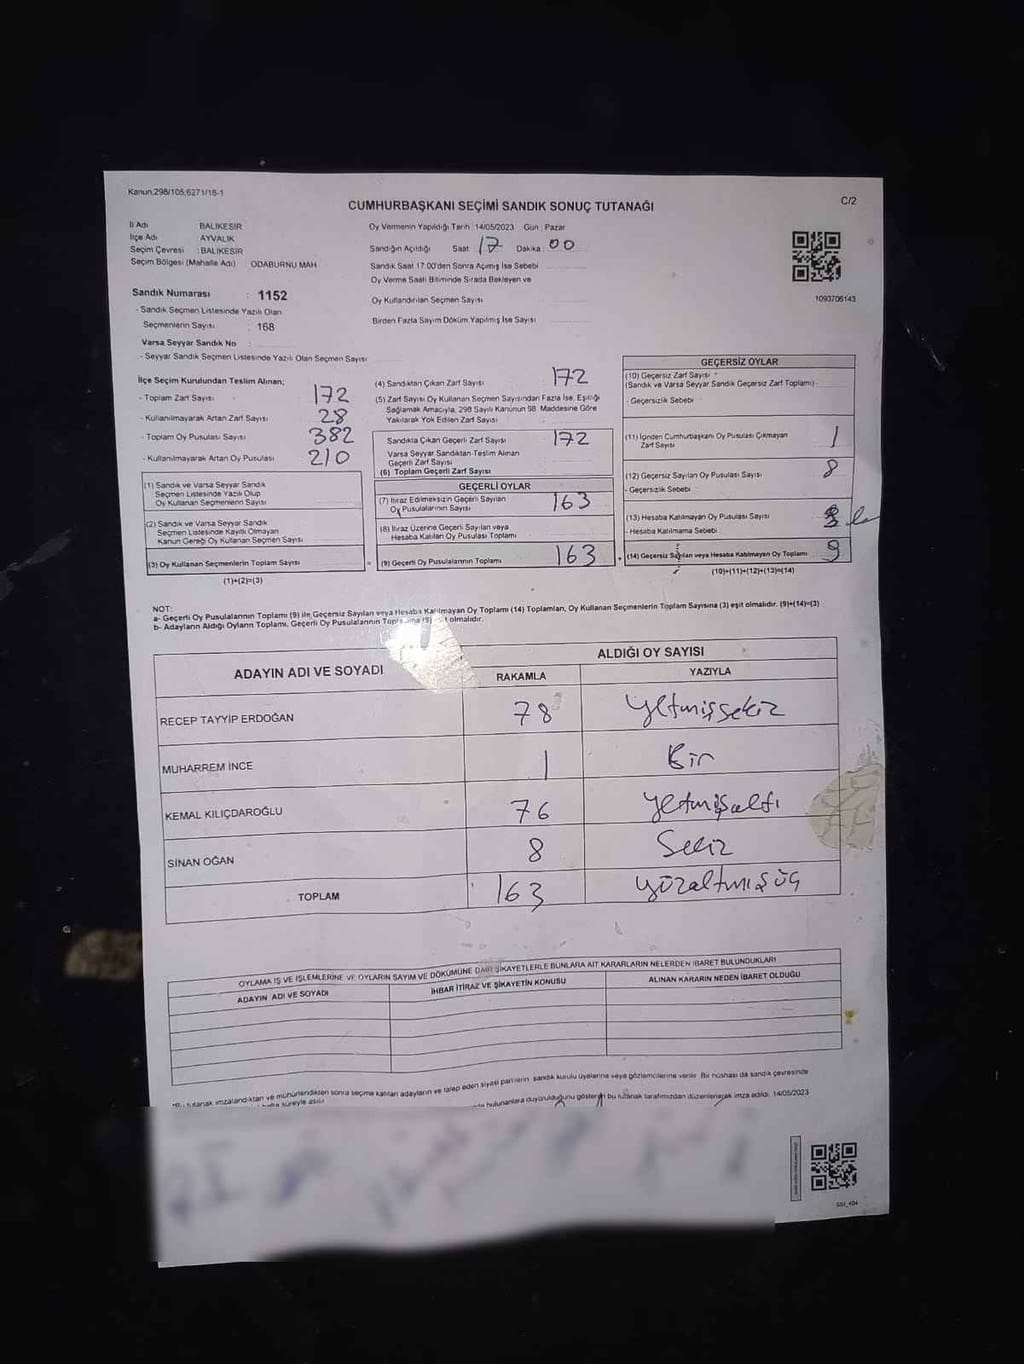 Kanun,298/105,6271/18-1
C/2
CUMHURBAŞKANI SEÇİMİ SANDIK SONUÇ TUTANAĞI
İl Adı BALIKESİR
İlçe Adı AYVALIK
Seçim Çevresi : BALIKESİR
Seçim Bölgesi (Mahalle Adı) ODABURNU MAH
Oy Vermenin Yapıldığı Tarih : 14/05/2023 Gün : Pazar
Sandığın Açıldığı Saat 17 Dakika 00
Sandık Saat 17:00'den Sonra Açılmış İse Sebebi
Oy Verme Saati Bitiminde Sırada Bekleyen ve
Oy Kullandırılan Seçmen Sayısı
Birden Fazla Sayım Döküm Yapılmış İse Sayısı
1093706143
Sandık Numarası : 1152
- Sandık Seçmen Listesinde Yazılı Olan
Seçmenlerin Sayısı : 168
Varsa Seyyar Sandık No :
- Seyyar Sandık Seçmen Listesinde Yazılı Olan Seçmen Sayısı
İlçe Seçim Kurulundan Teslim Alınan;
- Toplam Zarf Sayısı 172
- Kullanılmayarak Artan Zarf Sayısı 28
- Toplam Oy Pusulası Sayısı 382
- Kullanılmayarak Artan Oy Pusulası 210
(1) Sandık ve Varsa Seyyar Sandık
Seçmen Listesinde Yazılı Olup
Oy Kullanan Seçmenlerin Sayısı
(2) Sandık ve Varsa Seyyar Sandık
Seçmen Listesinde Kayıtlı Olmayan
Kanun Gereği Oy Kullanan Seçmen Sayısı
(3) Oy Kullanan Seçmenlerin Toplam Sayısı
(1)+(2)=(3)
(4) Sandıktan Çıkan Zarf Sayısı 172
(5) Zarf Sayısı Oy Kullanan Seçmen Sayısından Fazla İse, Eşitliği
Sağlamak Amacıyla, 298 Sayılı Kanunun 98. Maddesine Göre
Yakılarak Yok Edilen Zarf Sayısı
Sandıkta Çıkan Geçerli Zarf Sayısı 172
Varsa Seyyar Sandıktan Teslim Alınan
Geçerli Zarf Sayısı
(6) Toplam Geçerli Zarf Sayısı
GEÇERLİ OYLAR
(7) İtiraz Edilmeksizin Geçerli Sayılan
Oy Pusulalarının Sayısı 163
(8) İtiraz Üzerine Geçerli Sayılan veya
Hesaba Katılan Oy Pusulası Toplamı
(9) Geçerli Oy Pusulalarının Toplamı 163
GEÇERSİZ OYLAR
(10) Geçersiz Zarf Sayısı
(Sandık ve Varsa Seyyar Sandık Geçersiz Zarf Toplamı)
- Geçersizlik Sebebi
(11) İçinden Cumhurbaşkanı Oy Pusulası Çıkmayan
Zarf Sayısı 1
(12) Geçersiz Sayılan Oy Pusulası Sayısı 8
- Geçersizlik Sebebi
(13) Hesaba Katılmayan Oy Pusulası Sayısı
- Hesaba Katılmama Sebebi
(14) Geçersiz Sayılan veya Hesaba Katılmayan Oy Toplamı 9
(10)+(11)+(12)+(13)=(14)
NOT:
a- Geçerli Oy Pusulalarının Toplamı (9) ile Geçersiz Sayılan veya Hesaba Katılmayan Oy Toplamı (14) Toplamları, Oy Kullanan Seçmenlerin Toplam Sayısına (3) eşit olmalıdır. (9)+(14)=(3)
b- Adayların Aldığı Oyların Toplamı, Geçerli Oy Pusulalarının (9) olmalıdır.
ADAYIN ADI VE SOYADI ALDIĞI OY SAYISI
RAKAMLA YAZIYLA
RECEP TAYYİP ERDOĞAN 78 yetmişsekiz
MUHARREM İNCE 1 Bir
KEMAL KILIÇDAROĞLU 76 yetmişaltı
SİNAN OĞAN 8 Sekiz
TOPLAM 163 yüzaltmışüç
OYLAMA İŞ VE İŞLEMLERİNE VE OYLARIN SAYIM VE DÖKÜMÜNE DAİR ŞİKAYETLERLE BUNLARA AİT KARARLARIN NELERDEN İBARET BULUNDUKLARI
ADAYIN ADI VE SOYADI İHBAR İTİRAZ VE ŞİKAYETİN KONUSU ALINAN KARARIN NEDEN İBARET OLDUĞU
tutanak imzalandıktan ve mühürlendikten sonra seçime katılan adayların ve talep eden siyasi partilerin sandık kurulu üyelerine veya gözlemcilerine verilir. Bir nüshası da sandık çevresinde
hafta süreyle asılır bulunanlara duyurulduğunu gösterir bu tutanak tarafımızdan düzenlenerek imza edildi. 14/05/2023